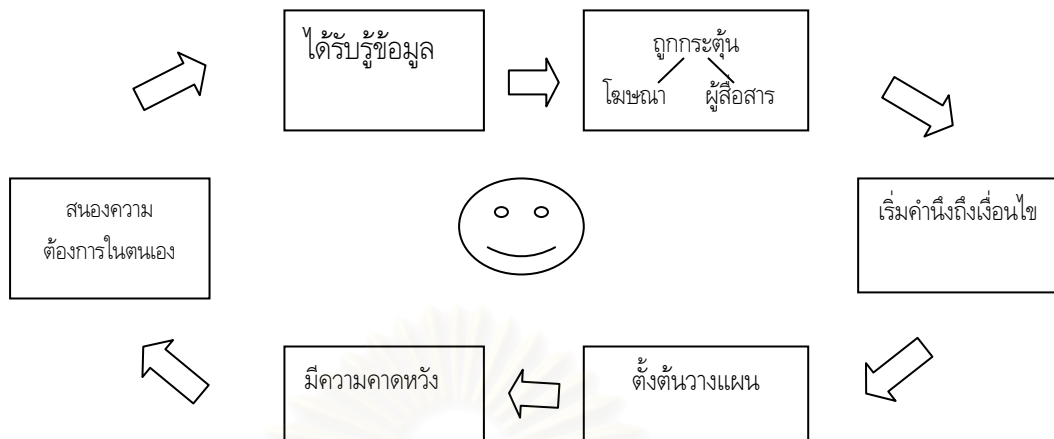 ได้รับรู้ข้อมูล
ถูกกระตุ้น
โฆษณา ผู้สื่อสาร
สนองความ
ต้องการในตนเอง
เริ่มคำนึงถึงเงื่อนไข
มีความคาดหวัง
ตั้งต้นวางแผน